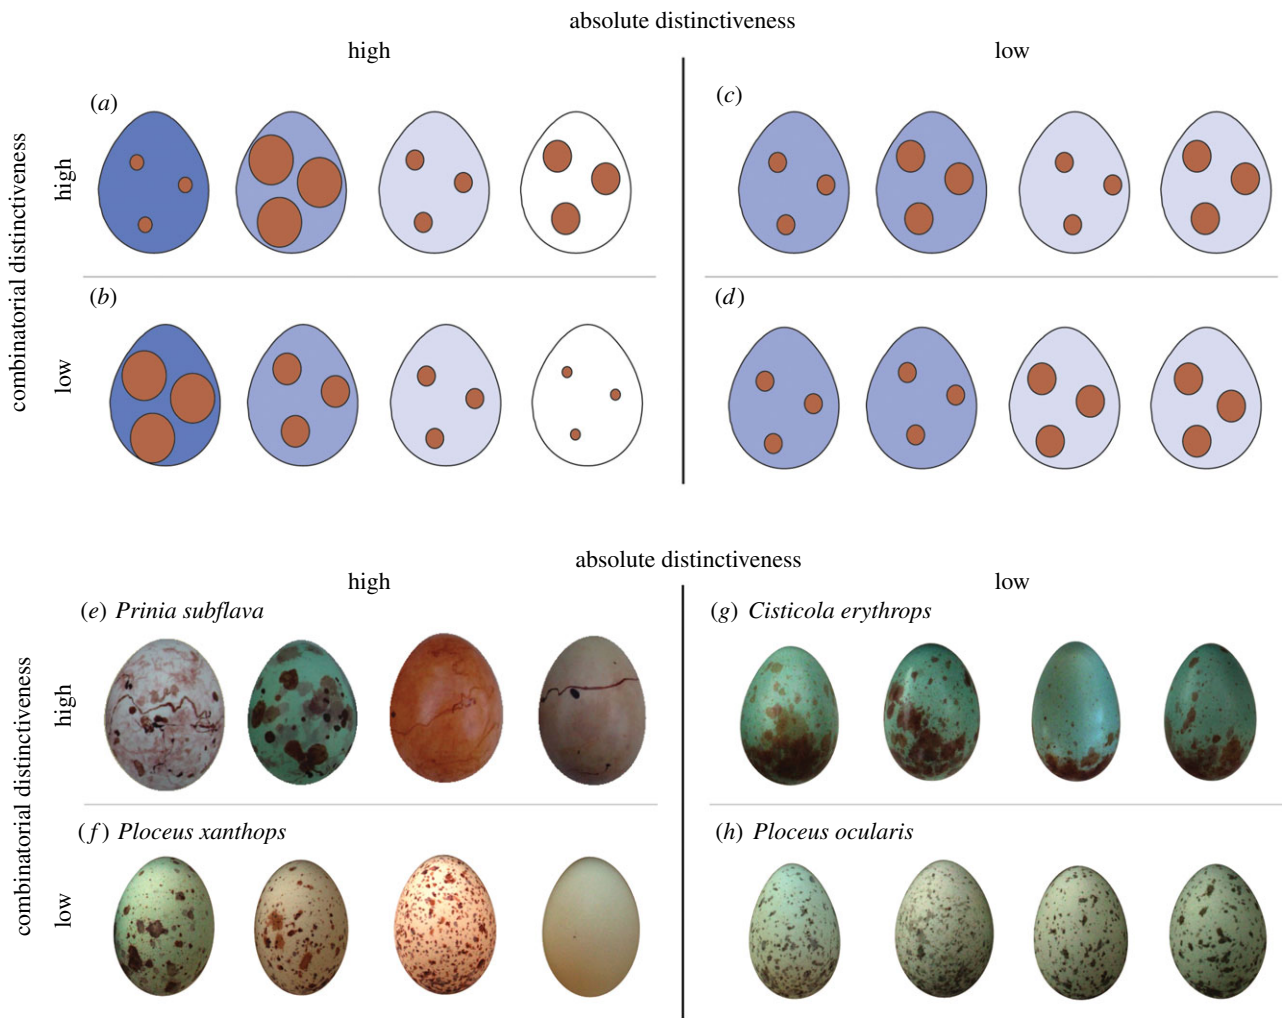 absolute distinctiveness
high
low
combinatorial distinctiveness
high
(a)
(c)
low
(b)
(d)
absolute distinctiveness
high
low
combinatorial distinctiveness
high
(e) Prinia subflava
(g) Cisticola erythrops
low
(f) Ploceus xanthops
(h) Ploceus ocularis